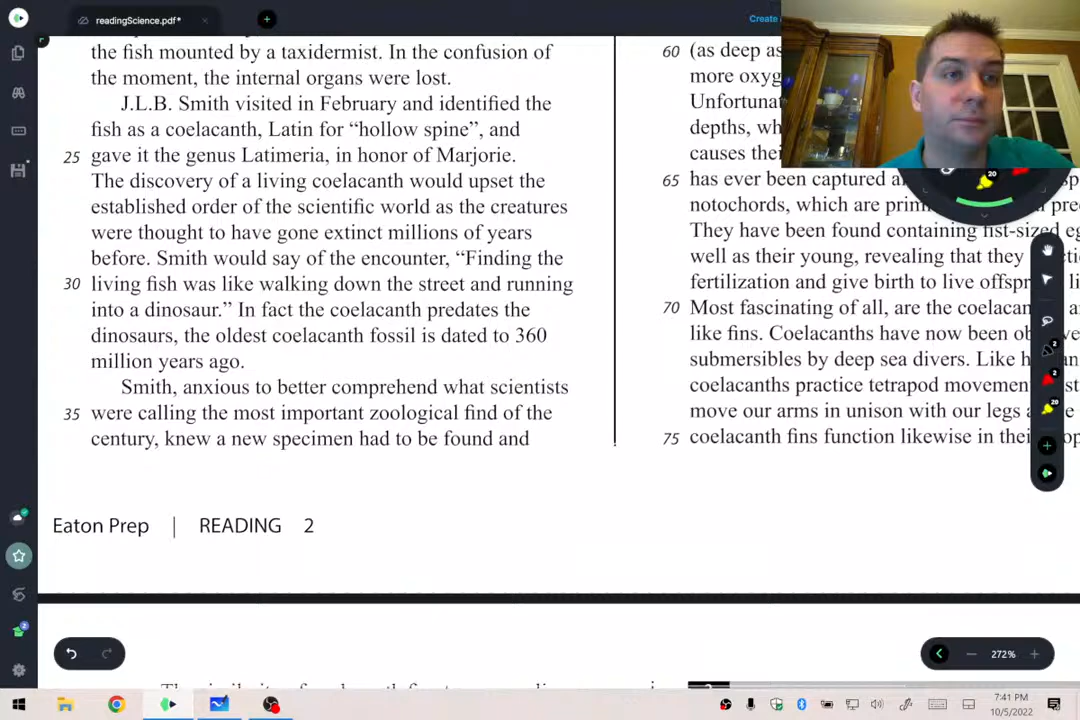 readingScience.pdf*
Create
the fish mounted by a taxidermist. In the confusion of
the moment, the internal organs were lost.
J.L.B. Smith visited in February and identified the
fish as a coelacanth, Latin for “hollow spine”, and
25 gave it the genus Latimeria, in honor of Marjorie.
The discovery of a living coelacanth would upset the
established order of the scientific world as the creatures
were thought to have gone extinct millions of years
before. Smith would say of the encounter, “Finding the
30 living fish was like walking down the street and running
into a dinosaur.” In fact the coelacanth predates the
dinosaurs, the oldest coelacanth fossil is dated to 360
million years ago.
Smith, anxious to better comprehend what scientists
35 were calling the most important zoological find of the
century, knew a new specimen had to be found and
60 (as deep as
more oxyg
Unfortunat
depths, wh
causes thei
65 has ever been captured a
notochords, which are prim
They have been found containing fist-sized eg
well as their young, revealing that they
fertilization and give birth to live offspr
70 Most fascinating of all, are the coelacan
like fins. Coelacanths have now been ob
submersibles by deep sea divers. Like h
coelacanths practice tetrapod movement
move our arms in unison with our legs a
75 coelacanth fins function likewise in thei
20
2
2
20
Eaton Prep | READING 2
2
272%
7:41 PM
10/5/2022